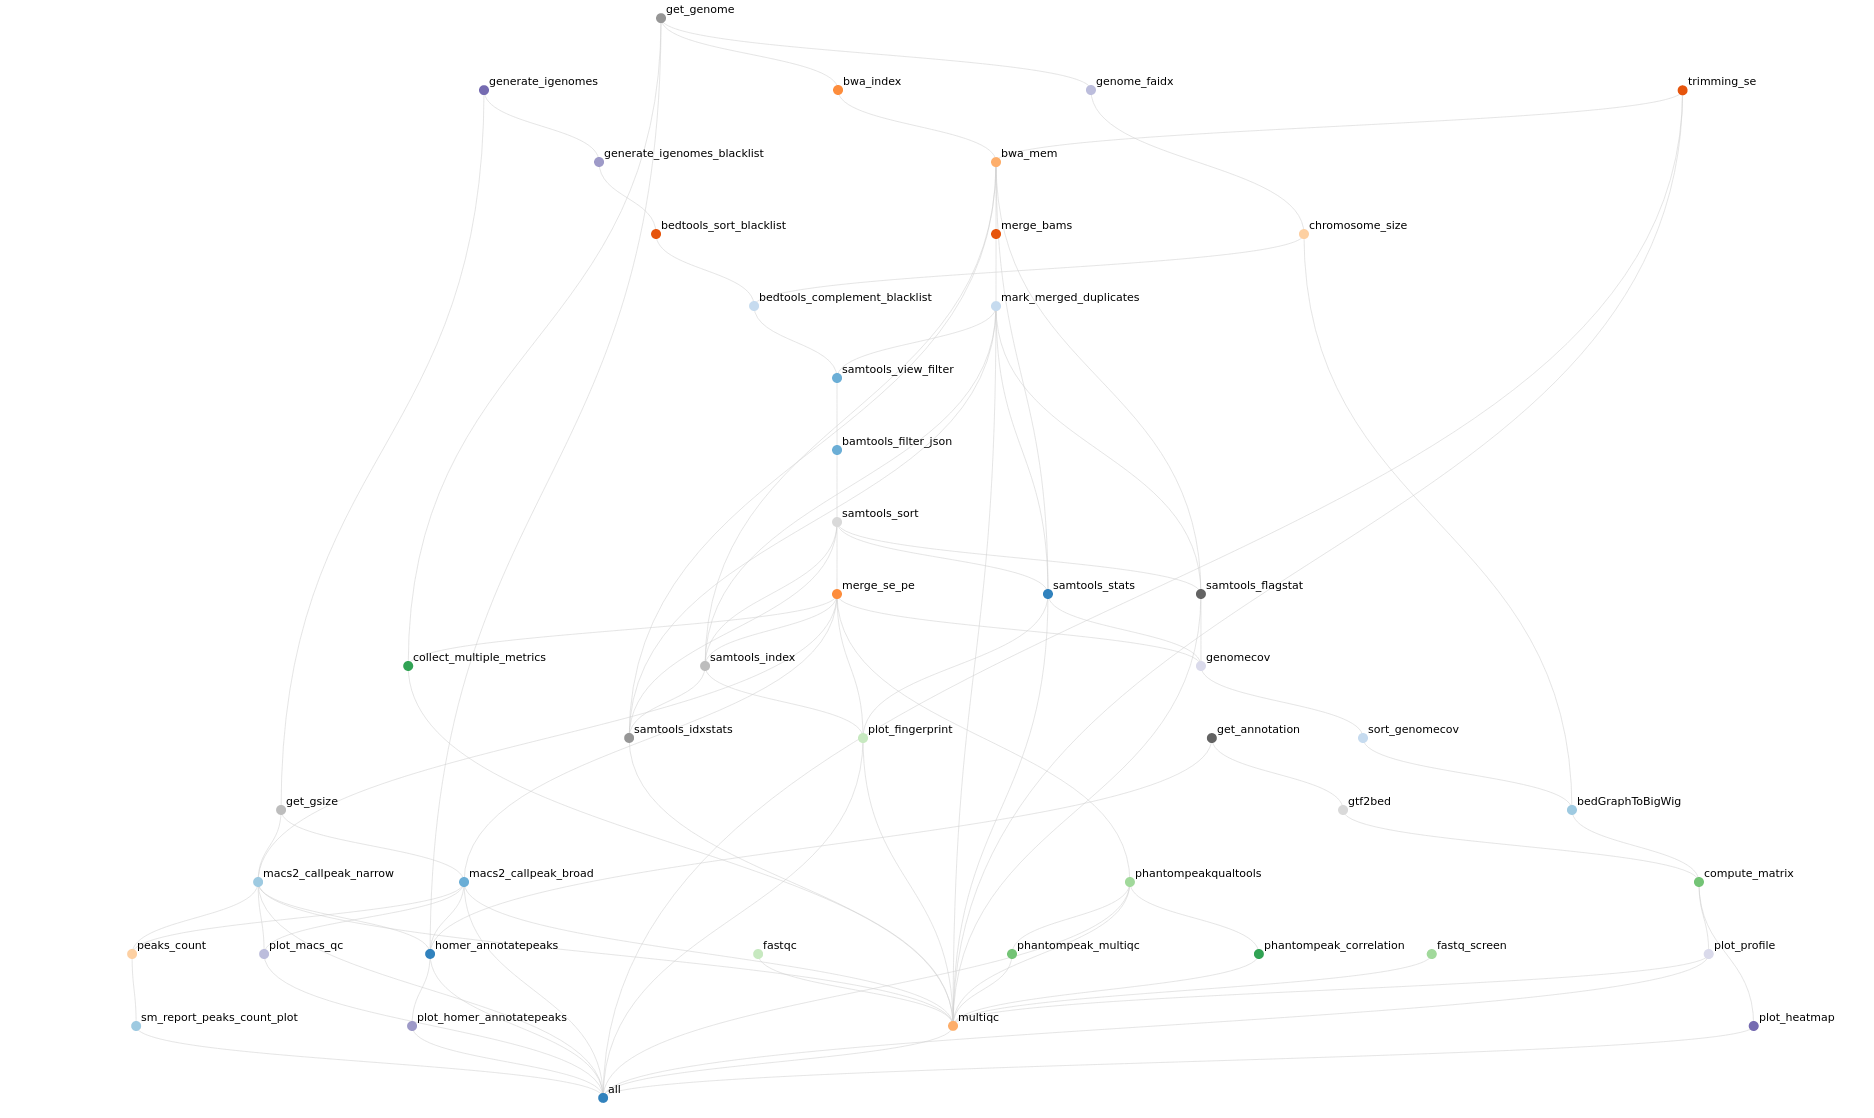 get_genome
generate_igenomes
bwa_index
genome_faidx
trimming_se
generate_igenomes_blacklist
bwa_mem
bedtools_sort_blacklist
merge_bams
chromosome_size
bedtools_complement_blacklist
mark_merged_duplicates
samtools_view_filter
bamtools_filter_json
samtools_sort
merge_se_pe
samtools_stats
samtools_flagstat
collect_multiple_metrics
samtools_index
genomecov
samtools_idxstats
plot_fingerprint
get_annotation
sort_genomecov
get_gsize
gtf2bed
bedGraphToBigWig
macs2_callpeak_narrow
macs2_callpeak_broad
phantompeakqualtools
compute_matrix
peaks_count
plot_macs_qc
homer_annotatepeaks
fastqc
phantompeak_multiqc
phantompeak_correlation
fastq_screen
plot_profile
sm_report_peaks_count_plot
plot_homer_annotatepeaks
multiqc
plot_heatmap
all